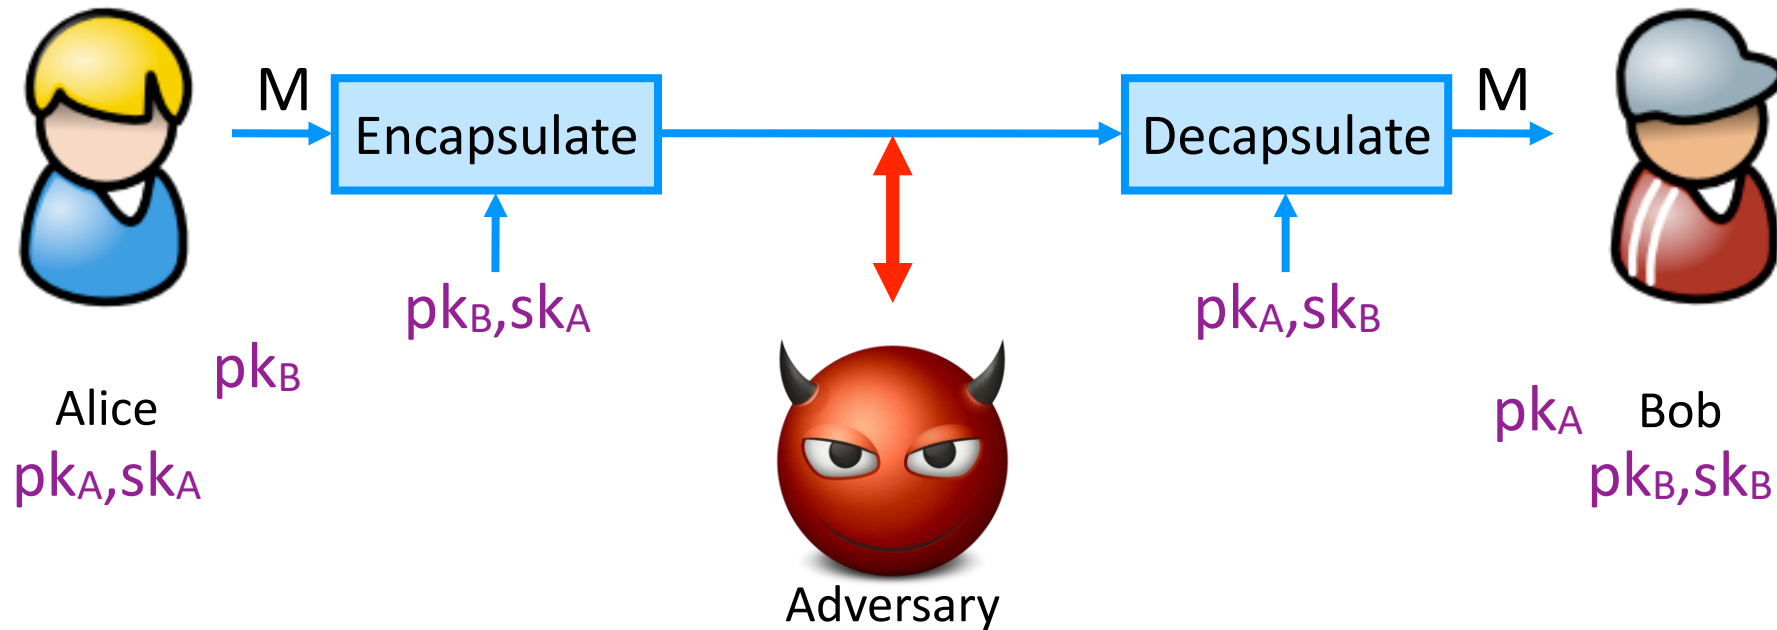 M
Encapsulate
Decapsulate
M
pkB,skA
pkA,skB
pkB
Alice
pkA,skA
pkA
Bob
pkB,skB
Adversary